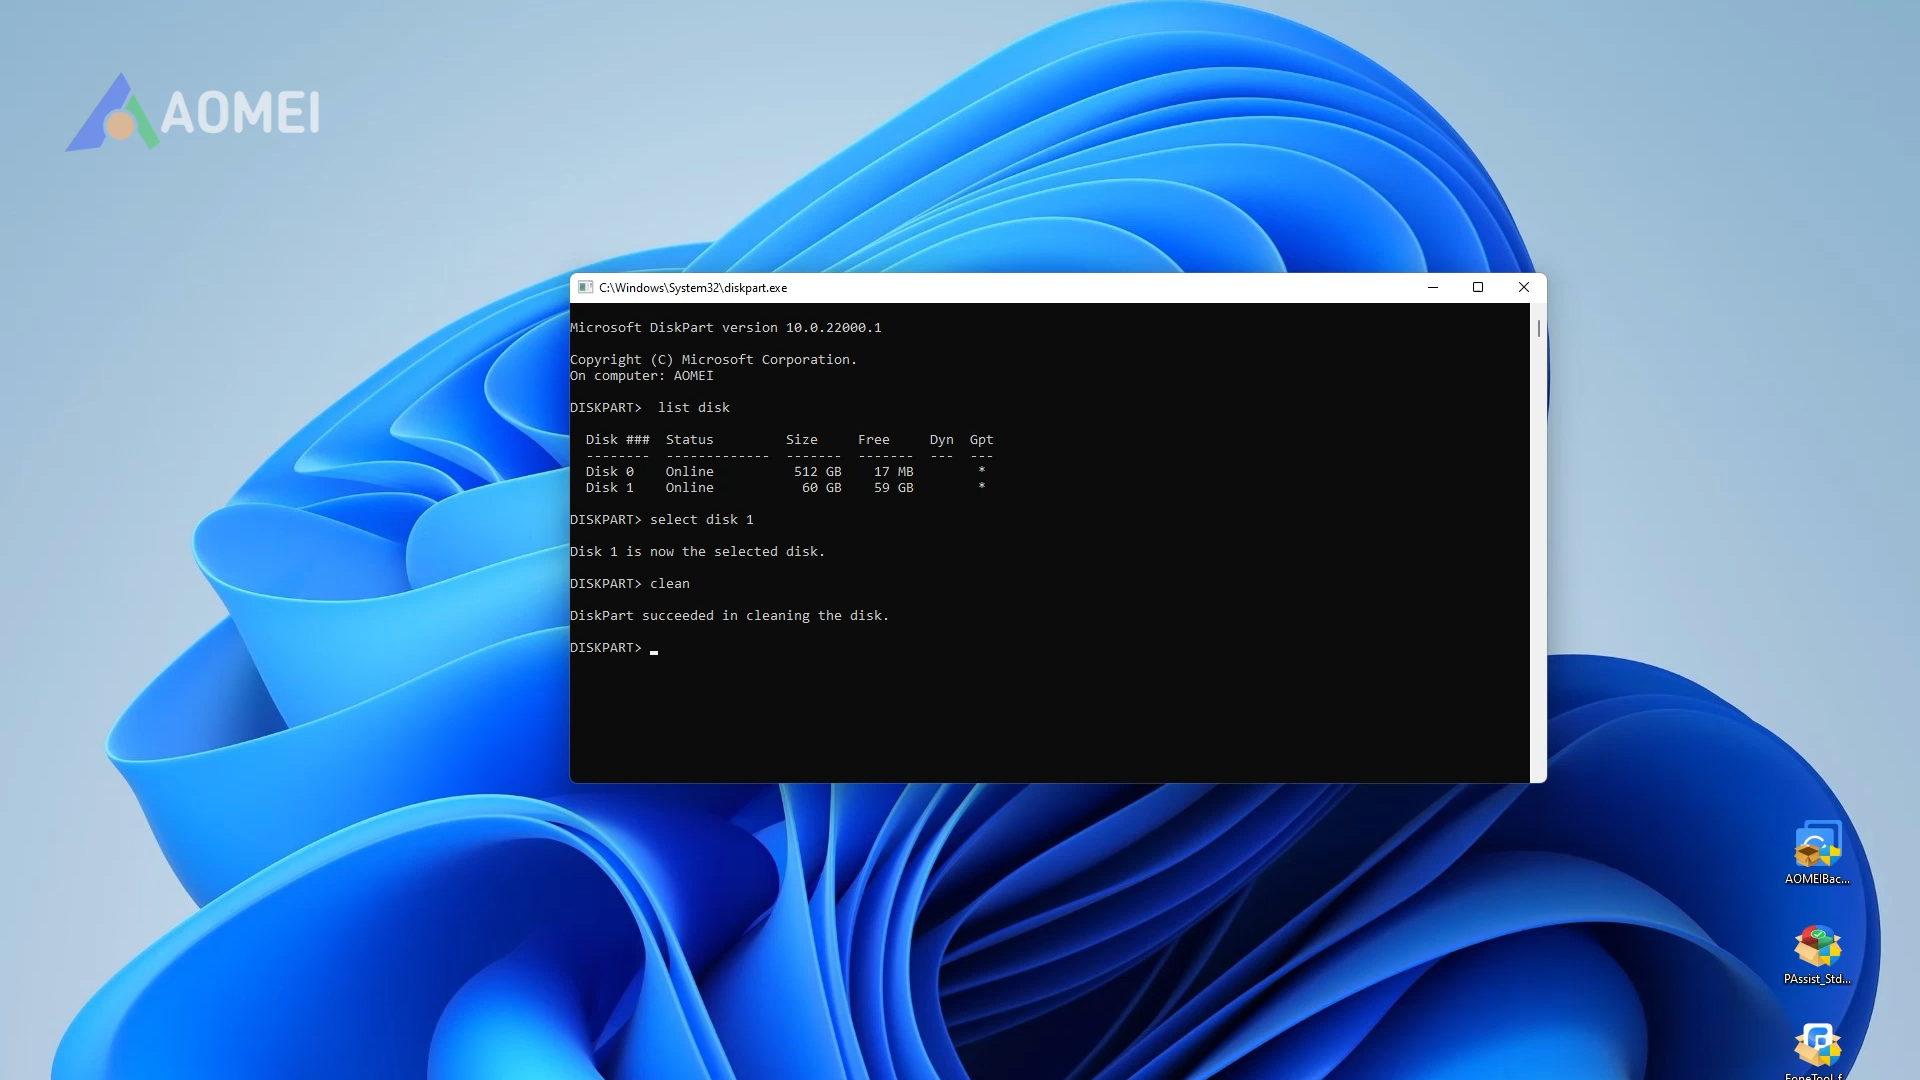 AOMEI
C:\Windows\System32\diskpart.exe
Microsoft DiskPart version 10.0.22000.1
Copyright (C) Microsoft Corporation.
On computer: AOMEI
DISKPART>  list disk
  Disk ###  Status         Size     Free     Dyn  Gpt
  --------  -------------  -------  -------  ---  ---
  Disk 0    Online          512 GB    17 MB        *
  Disk 1    Online           60 GB    59 GB        *
DISKPART> select disk 1
Disk 1 is now the selected disk.
DISKPART> clean
DiskPart succeeded in cleaning the disk.
DISKPART>
AOMEIBac...
PAssist_Std...
FoneTool_f...